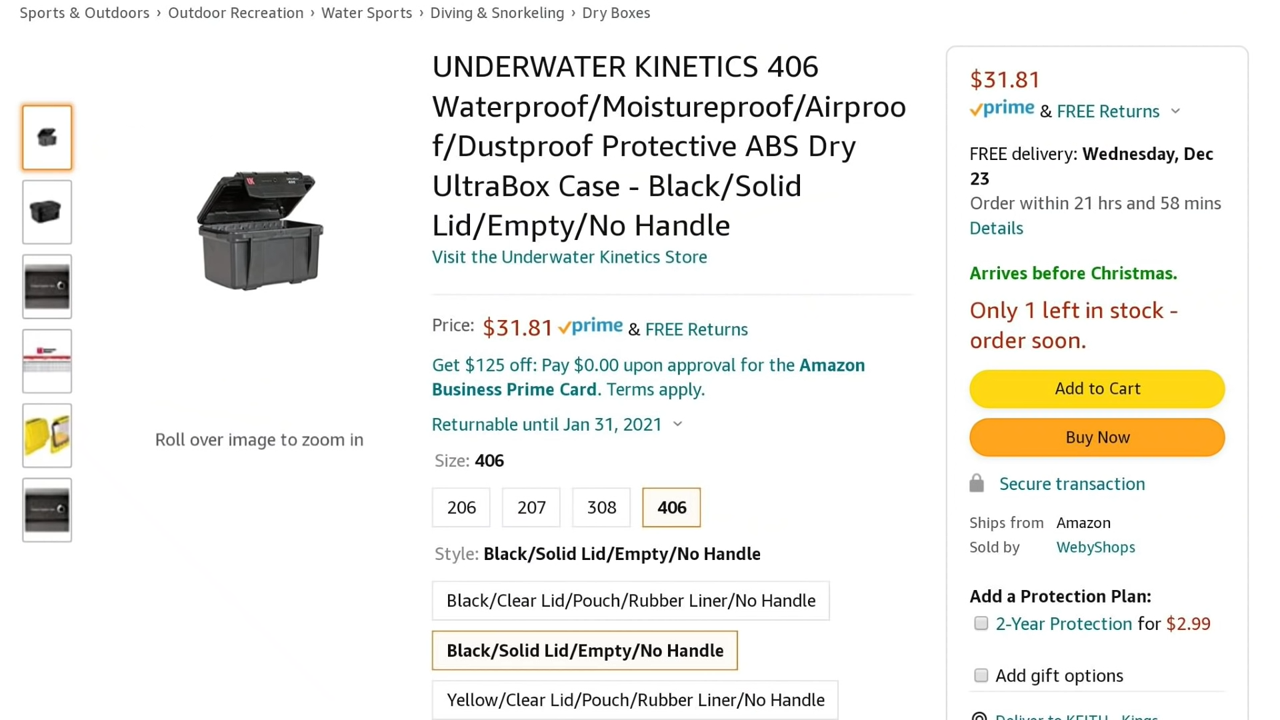 Sports & Outdoors › Outdoor Recreation › Water Sports › Diving & Snorkeling › Dry Boxes
UNDERWATER KINETICS 406
Waterproof/Moistureproof/Airproo
f/Dustproof Protective ABS Dry
UltraBox Case - Black/Solid
Lid/Empty/No Handle
Visit the Underwater Kinetics Store
Price: $31.81 prime & FREE Returns
Get $125 off: Pay $0.00 upon approval for the Amazon
Business Prime Card. Terms apply.
Returnable until Jan 31, 2021
Size: 406
206 207 308 406
Style: Black/Solid Lid/Empty/No Handle
Black/Clear Lid/Pouch/Rubber Liner/No Handle
Black/Solid Lid/Empty/No Handle
Yellow/Clear Lid/Pouch/Rubber Liner/No Handle
Roll over image to zoom in
$31.81
prime & FREE Returns
FREE delivery: Wednesday, Dec
23
Order within 21 hrs and 58 mins
Details
Arrives before Christmas.
Only 1 left in stock -
order soon.
Add to Cart
Buy Now
Secure transaction
Ships from Amazon
Sold by WebyShops
Add a Protection Plan:
2-Year Protection for $2.99
Add gift options
Deliver to KEITH - Kings